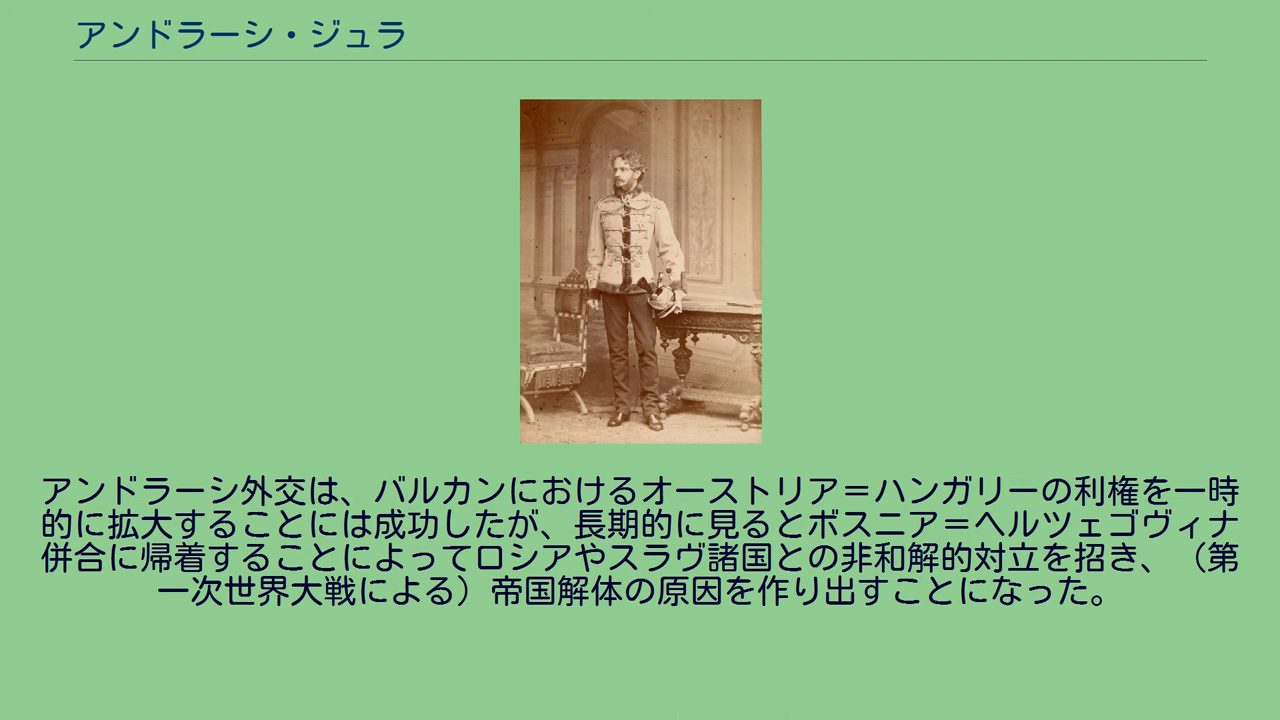 アンドラーシ・ジュラ
アンドラーシ外交は、バルカンにおけるオーストリア＝ハンガリーの利権を一時
的に拡大することには成功したが、長期的に見るとボスニア＝ヘルツェゴヴィナ
併合に帰着することによってロシアやスラヴ諸国との非和解的対立を招き、（第
一次世界大戦による）帝国解体の原因を作り出すことになった。